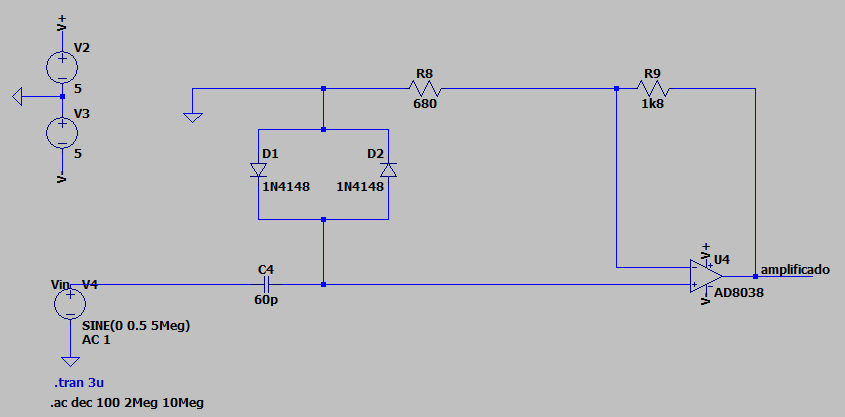 V+
V2
5
V3
5
V-
R8
680
R9
1k8
D1
1N4148
D2
1N4148
Vin
V4
SINE(0 0.5 5Meg)
AC 1
C4
60p
V+
U4
AD8038
V-
amplificado
.tran 3u
.ac dec 100 2Meg 10Meg